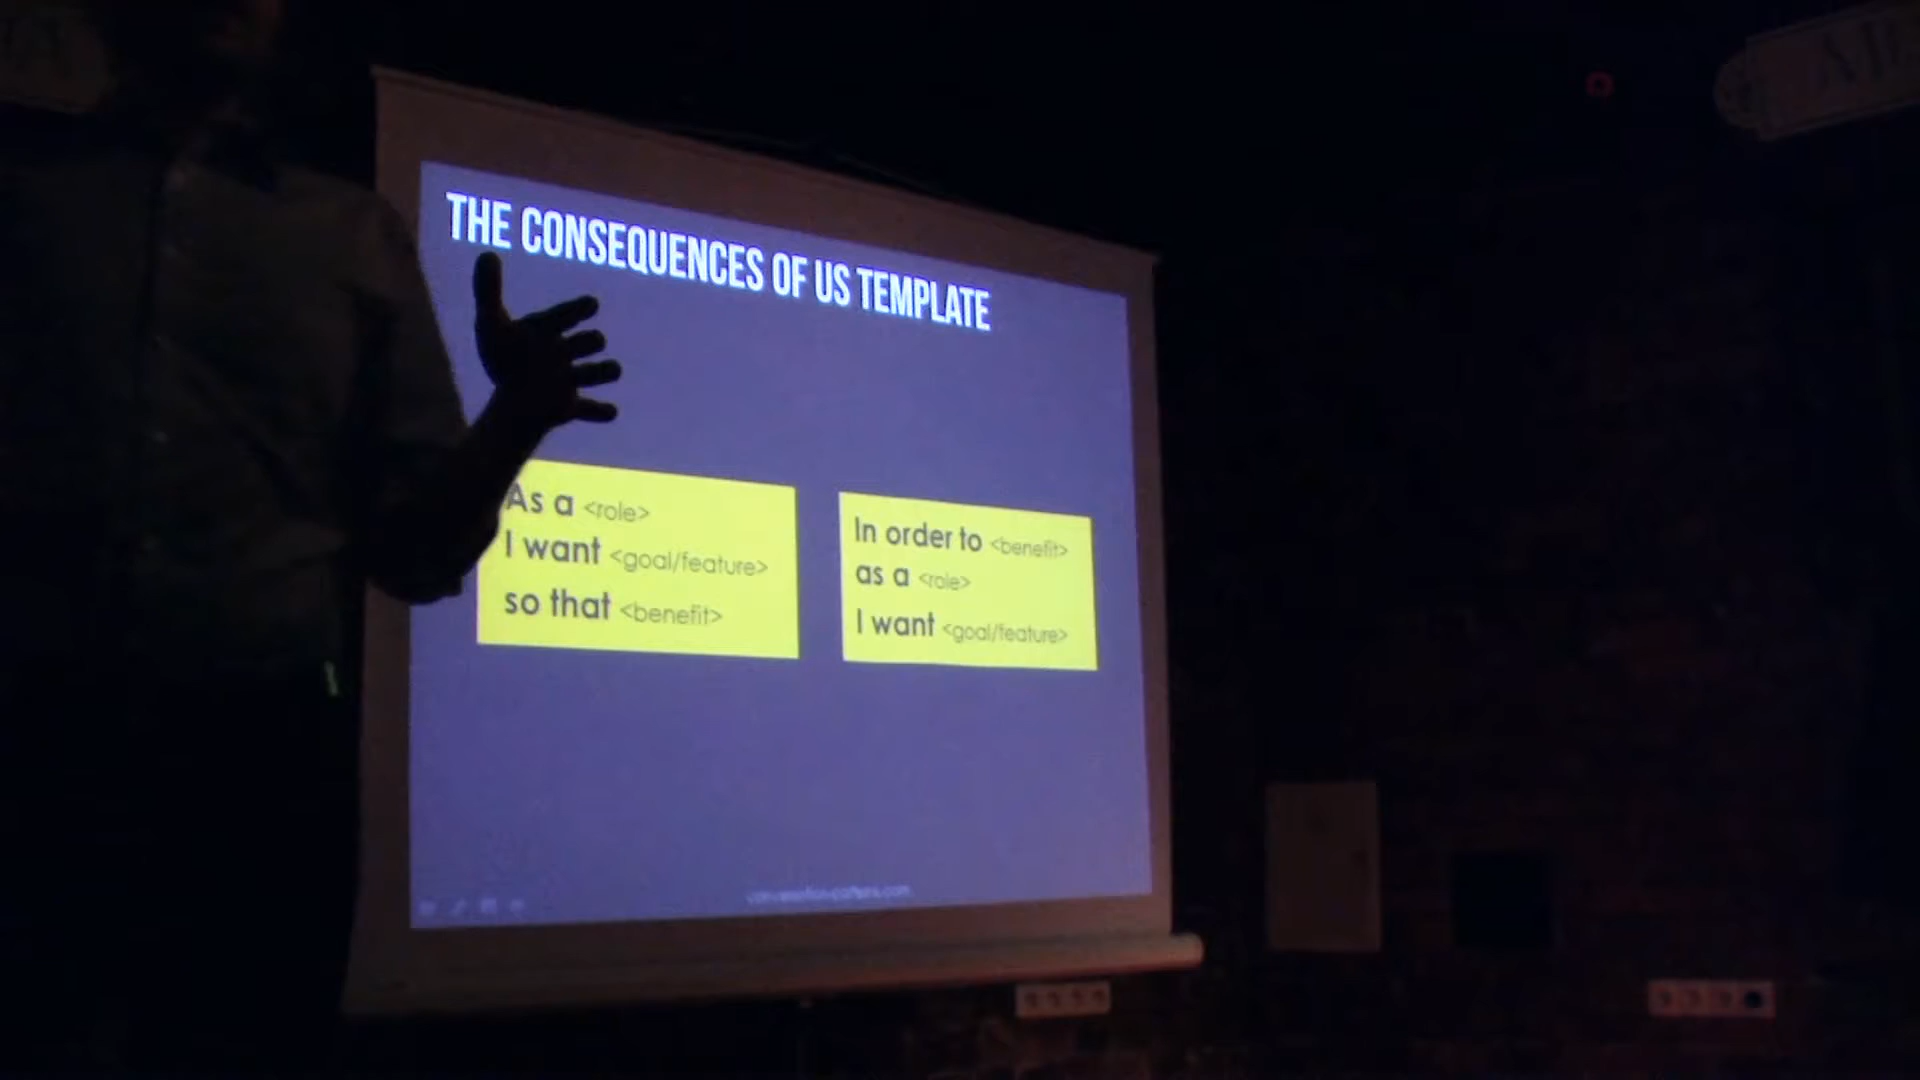 THE CONSEQUENCES OF US TEMPLATE
As a <role>
I want <goal/feature>
so that <benefit>
In order to <benefit>
as a <role>
I want <goal/feature>